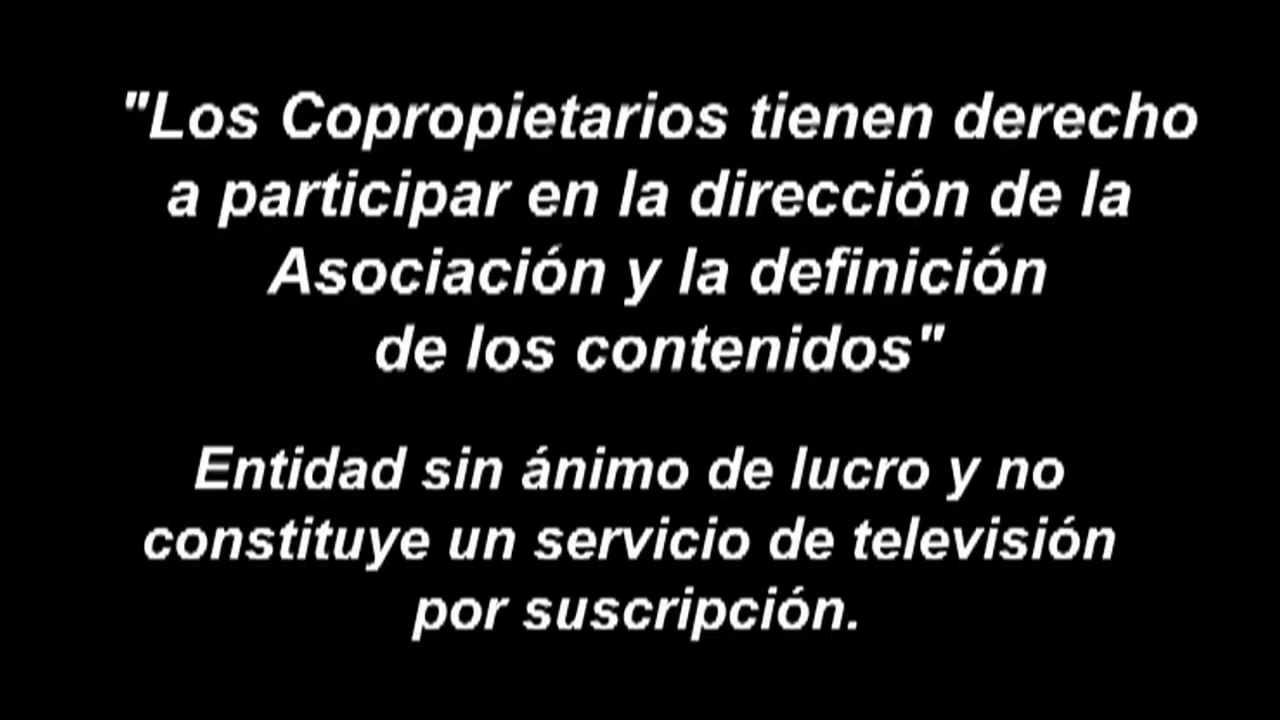 "Los Copropietarios tienen derecho
a participar en la dirección de la
Asociación y la definición
de los contenidos"
Entidad sin ánimo de lucro y no
constituye un servicio de televisión
por suscripción.